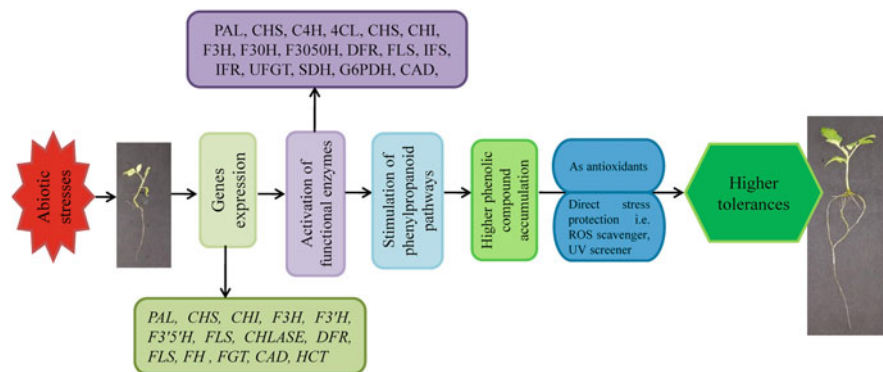 PAL, CHS, C4H, 4CL, CHS, CHI,
F3H, F30H, F3050H, DFR, FLS, IFS,
IFR, UFGT, SDH, G6PDH, CAD,
Abiotic
stresses
Genes
expression
Activation of
functional enzymes
Stimulation of
phenylpropanoid
pathways
Higher phenolic
compound
accumulation
As antioxidants
Direct stress
protection i.e.
ROS scavenger,
UV screener
Higher
tolerances
PAL, CHS, CHI, F3H, F3'H,
F3'5'H, FLS, CHLASE, DFR,
FLS, FH , FGT, CAD, HCT